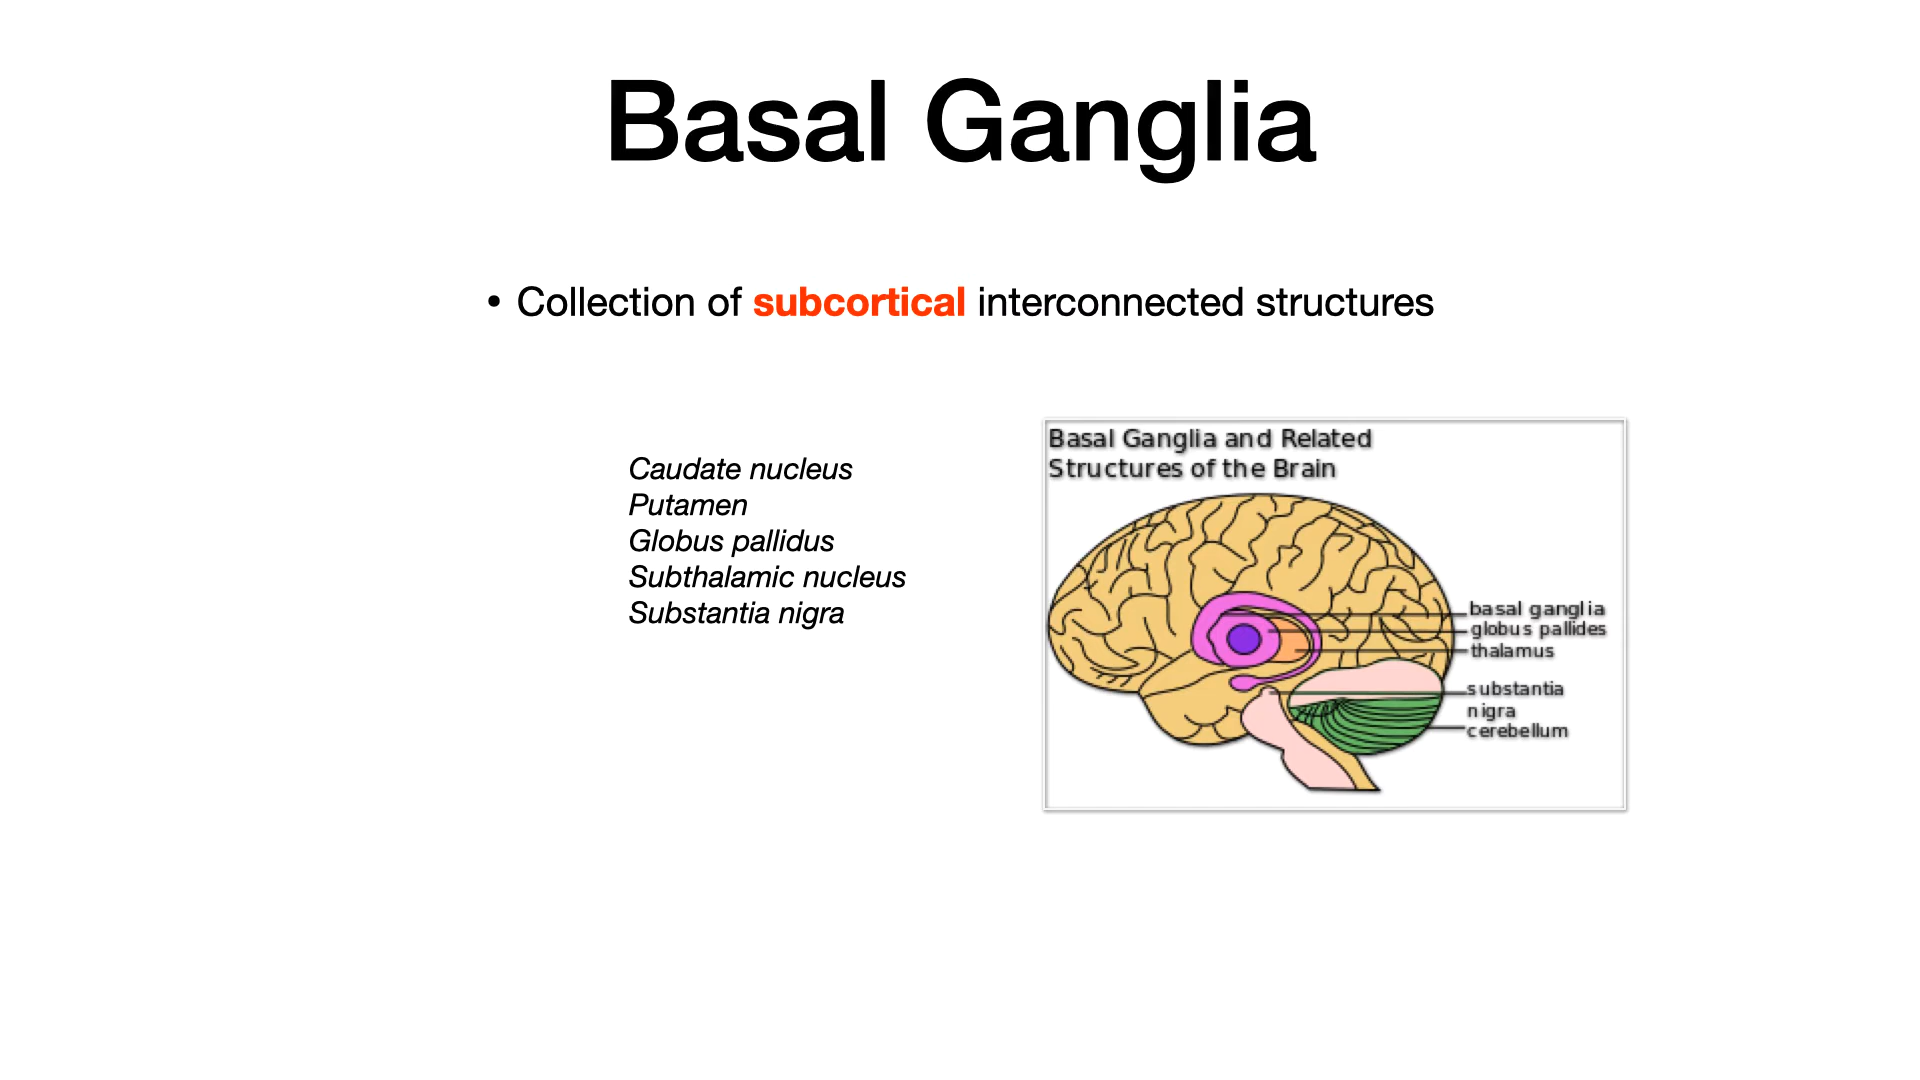 Basal Ganglia
• Collection of subcortical interconnected structures
Caudate nucleus
Putamen
Globus pallidus
Subthalamic nucleus
Substantia nigra
Basal Ganglia and Related
Structures of the Brain
basal ganglia
globus pallides
thalamus
substantia
nigra
cerebellum